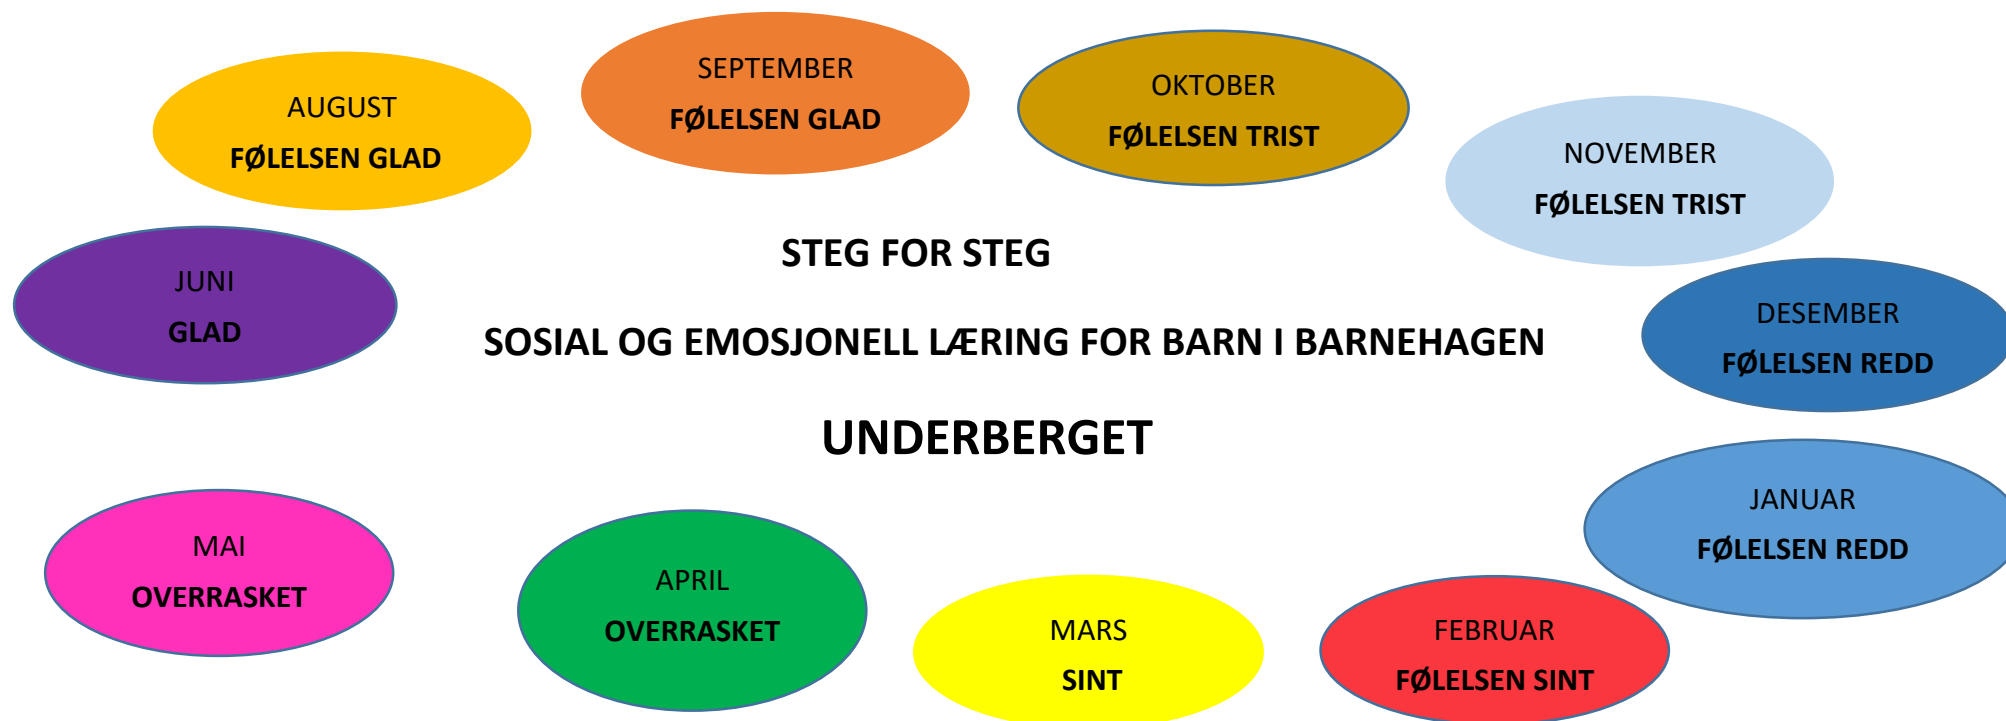 SEPTEMBER
FØLELSEN GLAD
OKTOBER
FØLELSEN TRIST
AUGUST
FØLELSEN GLAD
NOVEMBER
FØLELSEN TRIST
STEG FOR STEG
JUNI
GLAD
DESEMBER
FØLELSEN REDD
SOSIAL OG EMOSJONELL LÆRING FOR BARN I BARNEHAGEN
UNDERBERGET
JANUAR
FØLELSEN REDD
MAI
OVERRASKET
APRIL
OVERRASKET
MARS
SINT
FEBRUAR
FØLELSEN SINT